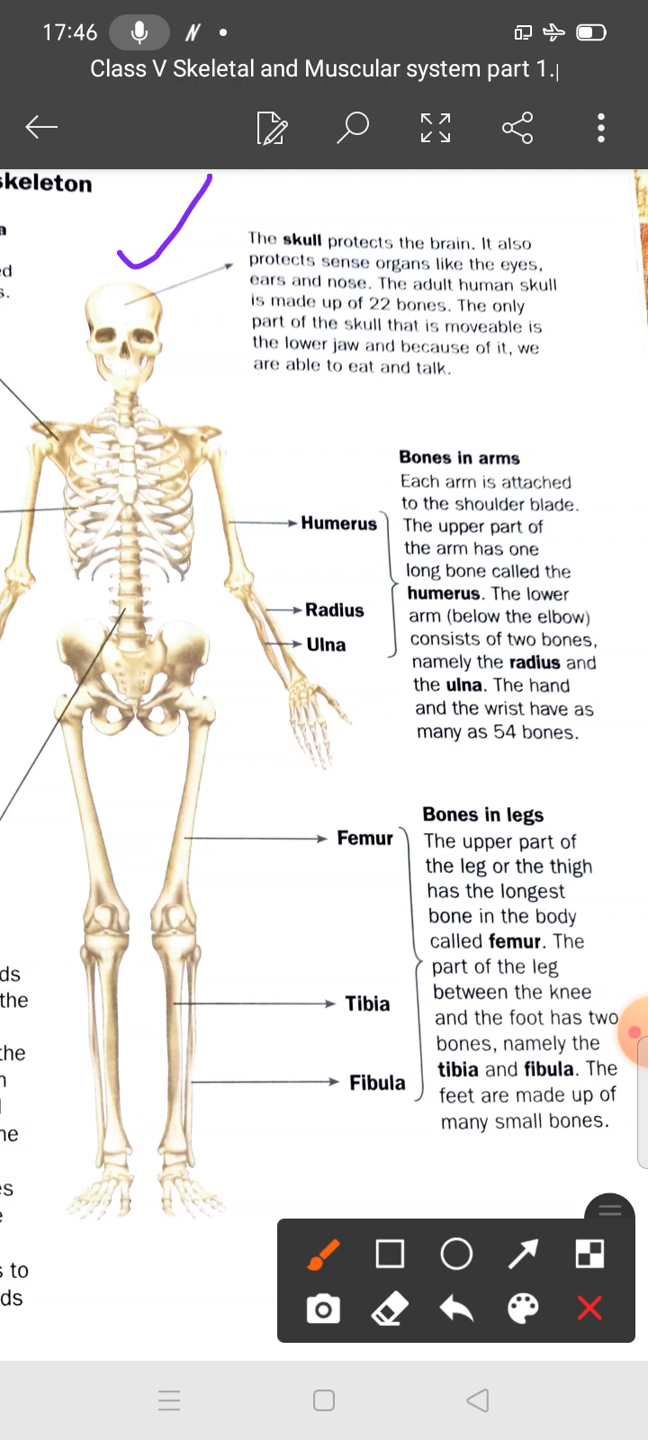 17:46
Class V Skeletal and Muscular system part 1.
skeleton
a
ed
s.
The skull protects the brain. It also
protects sense organs like the eyes,
ears and nose. The adult human skull
is made up of 22 bones. The only
part of the skull that is moveable is
the lower jaw and because of it, we
are able to eat and talk.
Bones in arms
Each arm is attached
to the shoulder blade.
The upper part of
the arm has one
long bone called the
humerus. The lower
arm (below the elbow)
consists of two bones,
namely the radius and
the ulna. The hand
and the wrist have as
many as 54 bones.
Humerus
Radius
Ulna
Bones in legs
The upper part of
the leg or the thigh
has the longest
bone in the body
called femur. The
part of the leg
between the knee
and the foot has two
bones, namely the
tibia and fibula. The
feet are made up of
many small bones.
Femur
Tibia
Fibula
ds
the
the
ne
es
e
s to
ds